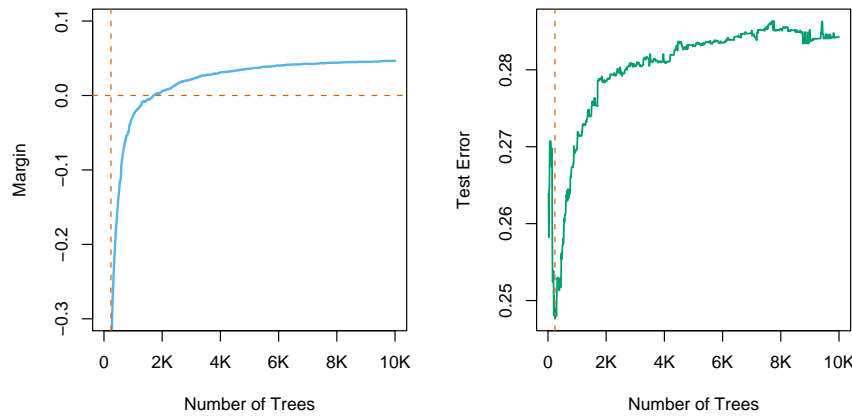 Margin
0.1
0.0
−0.1
−0.2
−0.3
0 2K 4K 6K 8K 10K
Number of Trees
Test Error
0.28
0.27
0.26
0.25
0 2K 4K 6K 8K 10K
Number of Trees